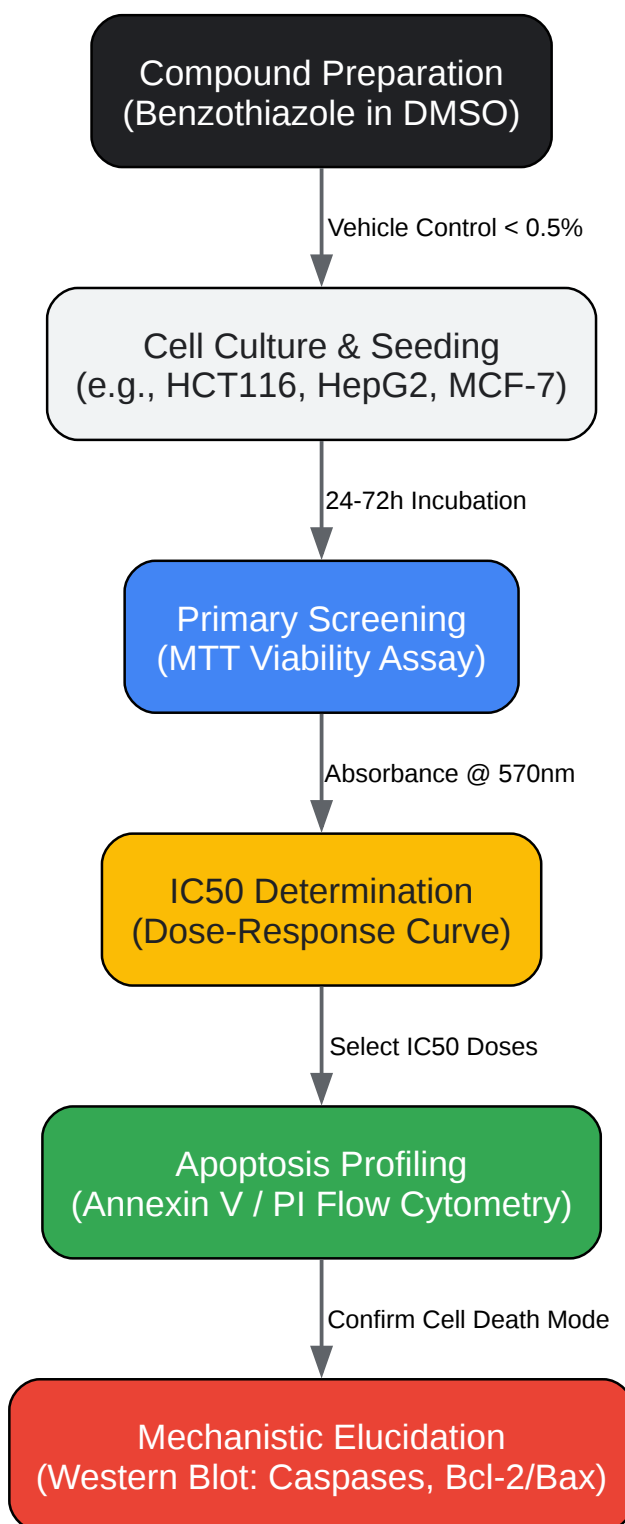 Compound Preparation
(Benzothiazole in DMSO)
Vehicle Control < 0.5%
Cell Culture & Seeding
(e.g., HCT116, HepG2, MCF-7)
24-72h Incubation
Primary Screening
(MTT Viability Assay)
Absorbance @ 570nm
IC50 Determination
(Dose-Response Curve)
Select IC50 Doses
Apoptosis Profiling
(Annexin V / PI Flow Cytometry)
Confirm Cell Death Mode
Mechanistic Elucidation
(Western Blot: Caspases, Bcl-2/Bax)